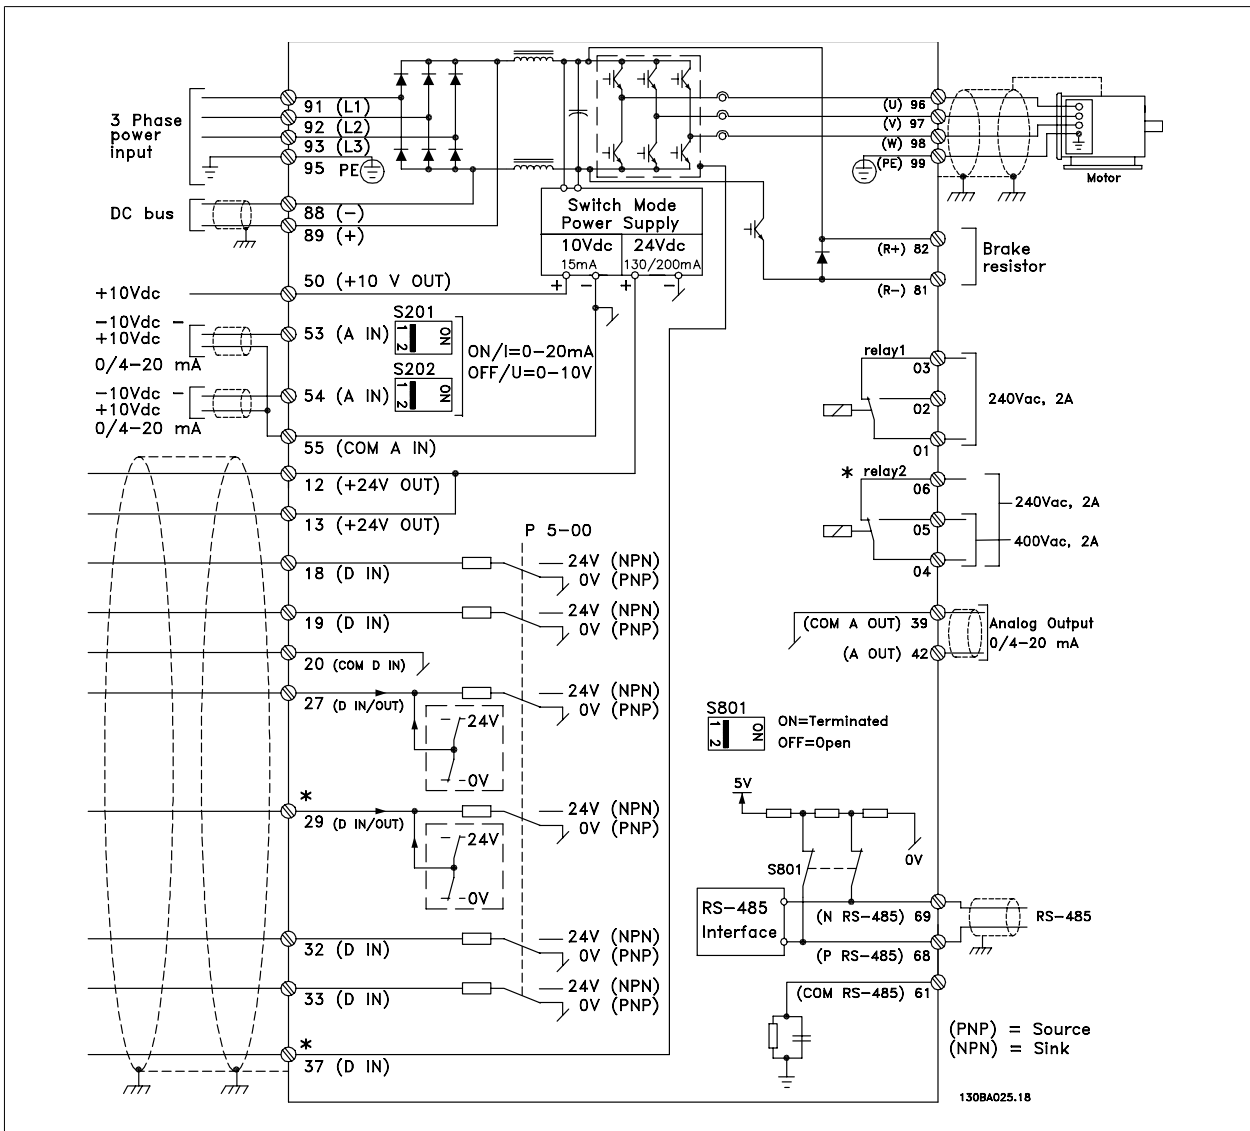 3 Phase
power
input
91 (L1)
92 (L2)
93 (L3)
95 PE
DC bus
88 (-)
89 (+)
Switch Mode
Power Supply
10Vdc
15mA
24Vdc
130/200mA
+ - + -
(U) 96
(V) 97
(W) 98
(PE) 99
Motor
(R+) 82
(R-) 81
Brake
resistor
+10Vdc
50 (+10 V OUT)
-10Vdc -
+10Vdc
0/4-20 mA
53 (A IN)
S201
1 2
ON
-10Vdc -
+10Vdc
0/4-20 mA
54 (A IN)
S202
1 2
ON
ON/I=0-20mA
OFF/U=0-10V
55 (COM A IN)
12 (+24V OUT)
13 (+24V OUT)
P 5-00
18 (D IN)
24V (NPN)
0V (PNP)
19 (D IN)
24V (NPN)
0V (PNP)
20 (COM D IN)
27 (D IN/OUT)
24V (NPN)
0V (PNP)
24V
0V
*
29 (D IN/OUT)
24V (NPN)
0V (PNP)
24V
0V
32 (D IN)
24V (NPN)
0V (PNP)
33 (D IN)
24V (NPN)
0V (PNP)
*
37 (D IN)
relay1
03
02
01
240Vac, 2A
* relay2
06
05
04
240Vac, 2A
400Vac, 2A
(COM A OUT) 39
(A OUT) 42
Analog Output
0/4-20 mA
S801
1 2
ON
ON=Terminated
OFF=Open
5V
0V
S801
RS-485
Interface
(N RS-485) 69
(P RS-485) 68
RS-485
(COM RS-485) 61
(PNP) = Source
(NPN) = Sink
130BA025.18